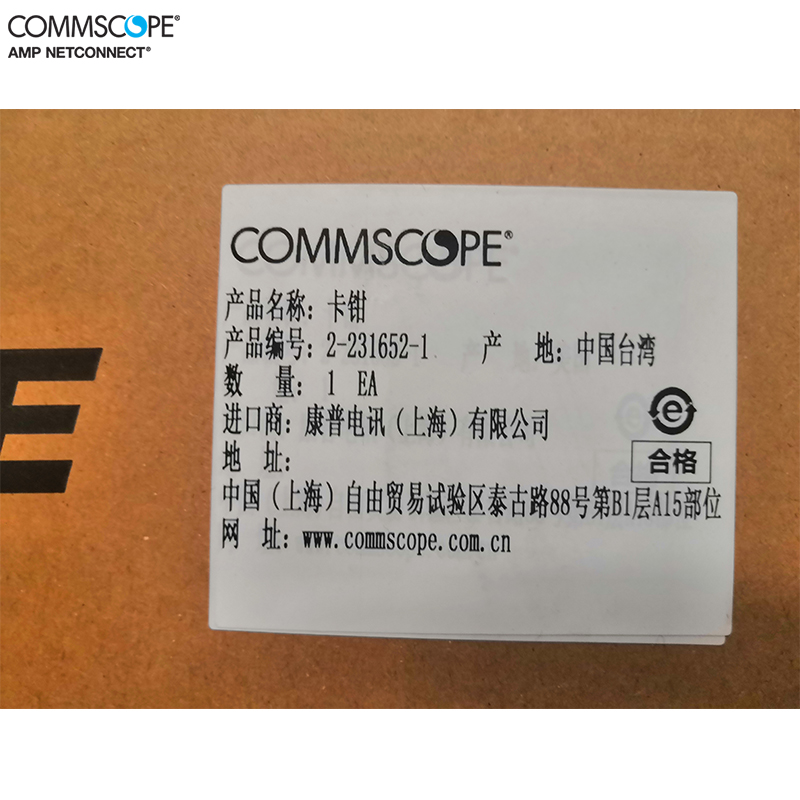 COMMSCOPE®
AMP NETCONNECT®
COMMSCOPE®
产品名称：卡钳
产品编号：2-231652-1 产 地：中国台湾
数 量：1 EA
进口商：康普电讯（上海）有限公司
e
合格
地 址：
中国（上海）自由贸易试验区泰古路88号第B1层A15部位
网 址：www.commscope.com.cn
E